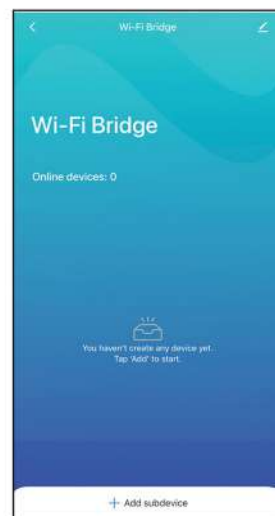 Wi-Fi Bridge
Wi-Fi Bridge
Online devices: 0
You haven't create any device yet.
Tap 'Add' to start.
+ Add subdevice